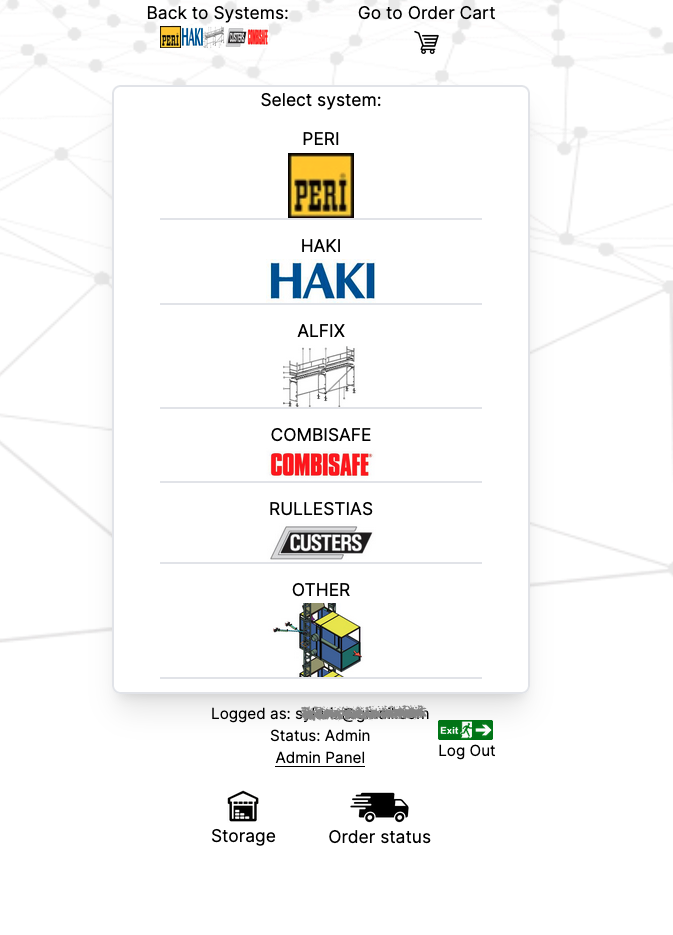 Back to Systems:
Go to Order Cart
PERI HAKI CUSTERS COMBISAFE
Select system:
PERI
PERI
HAKI
HAKI
ALFIX
COMBISAFE
COMBISAFE
RULLESTIAS
CUSTERS
OTHER
Logged as:
Status: Admin
Admin Panel
Exit
Log Out
Storage
Order status